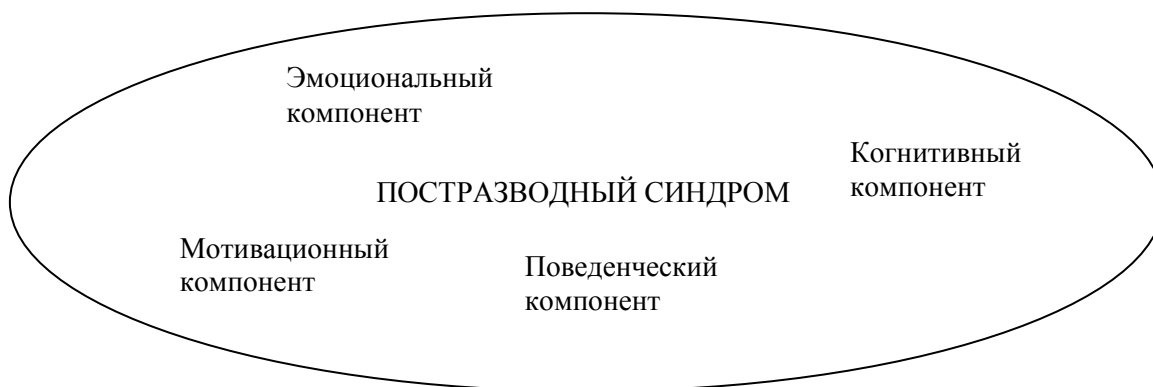 Эмоциональный
компонент
Когнитивный
компонент
ПОСТРАЗВОДНЫЙ СИНДРОМ
Мотивационный
компонент
Поведенческий
компонент